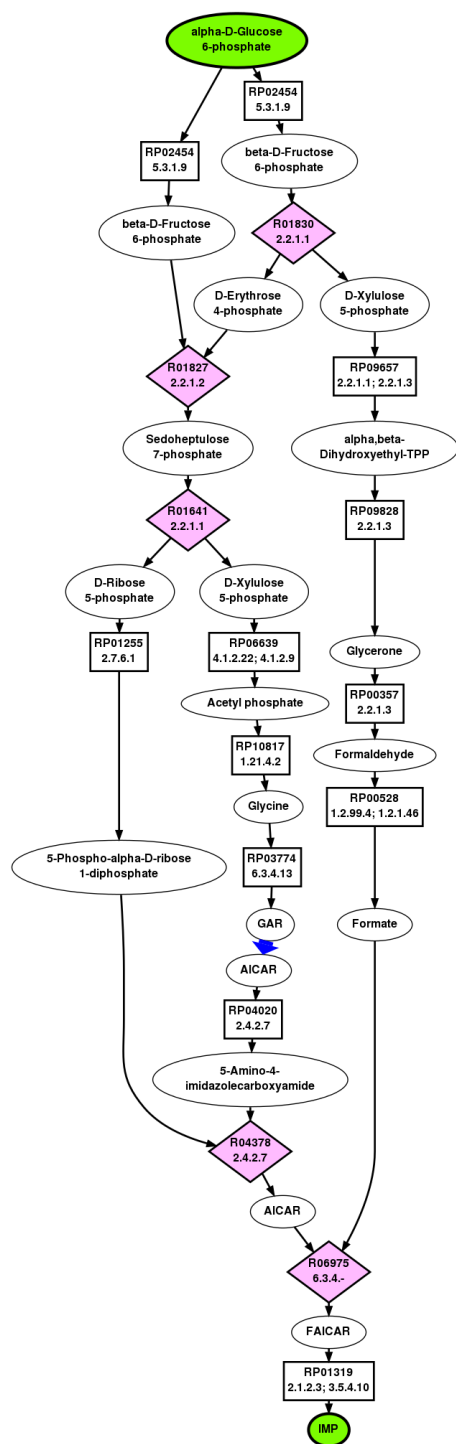 alpha-D-Glucose
6-phosphate
RP02454
5.3.1.9
RP02454
5.3.1.9
beta-D-Fructose
6-phosphate
beta-D-Fructose
6-phosphate
R01830
2.2.1.1
D-Erythrose
4-phosphate
D-Xylulose
5-phosphate
R01827
2.2.1.2
RP09657
2.2.1.1; 2.2.1.3
Sedoheptulose
7-phosphate
alpha,beta-
Dihydroxyethyl-TPP
R01641
2.2.1.1
RP09828
2.2.1.3
D-Ribose
5-phosphate
D-Xylulose
5-phosphate
RP01255
2.7.6.1
RP06639
4.1.2.22; 4.1.2.9
Glycerone
Acetyl phosphate
RP00357
2.2.1.3
RP10817
1.21.4.2
Formaldehyde
Glycine
RP00528
1.2.99.4; 1.2.1.46
5-Phospho-alpha-D-ribose
1-diphosphate
RP03774
6.3.4.13
GAR
Formate
AICAR
RP04020
2.4.2.7
5-Amino-4-
imidazolecarboxyamide
R04378
2.4.2.7
AICAR
R06975
6.3.4.-
FAICAR
RP01319
2.1.2.3; 3.5.4.10
IMP